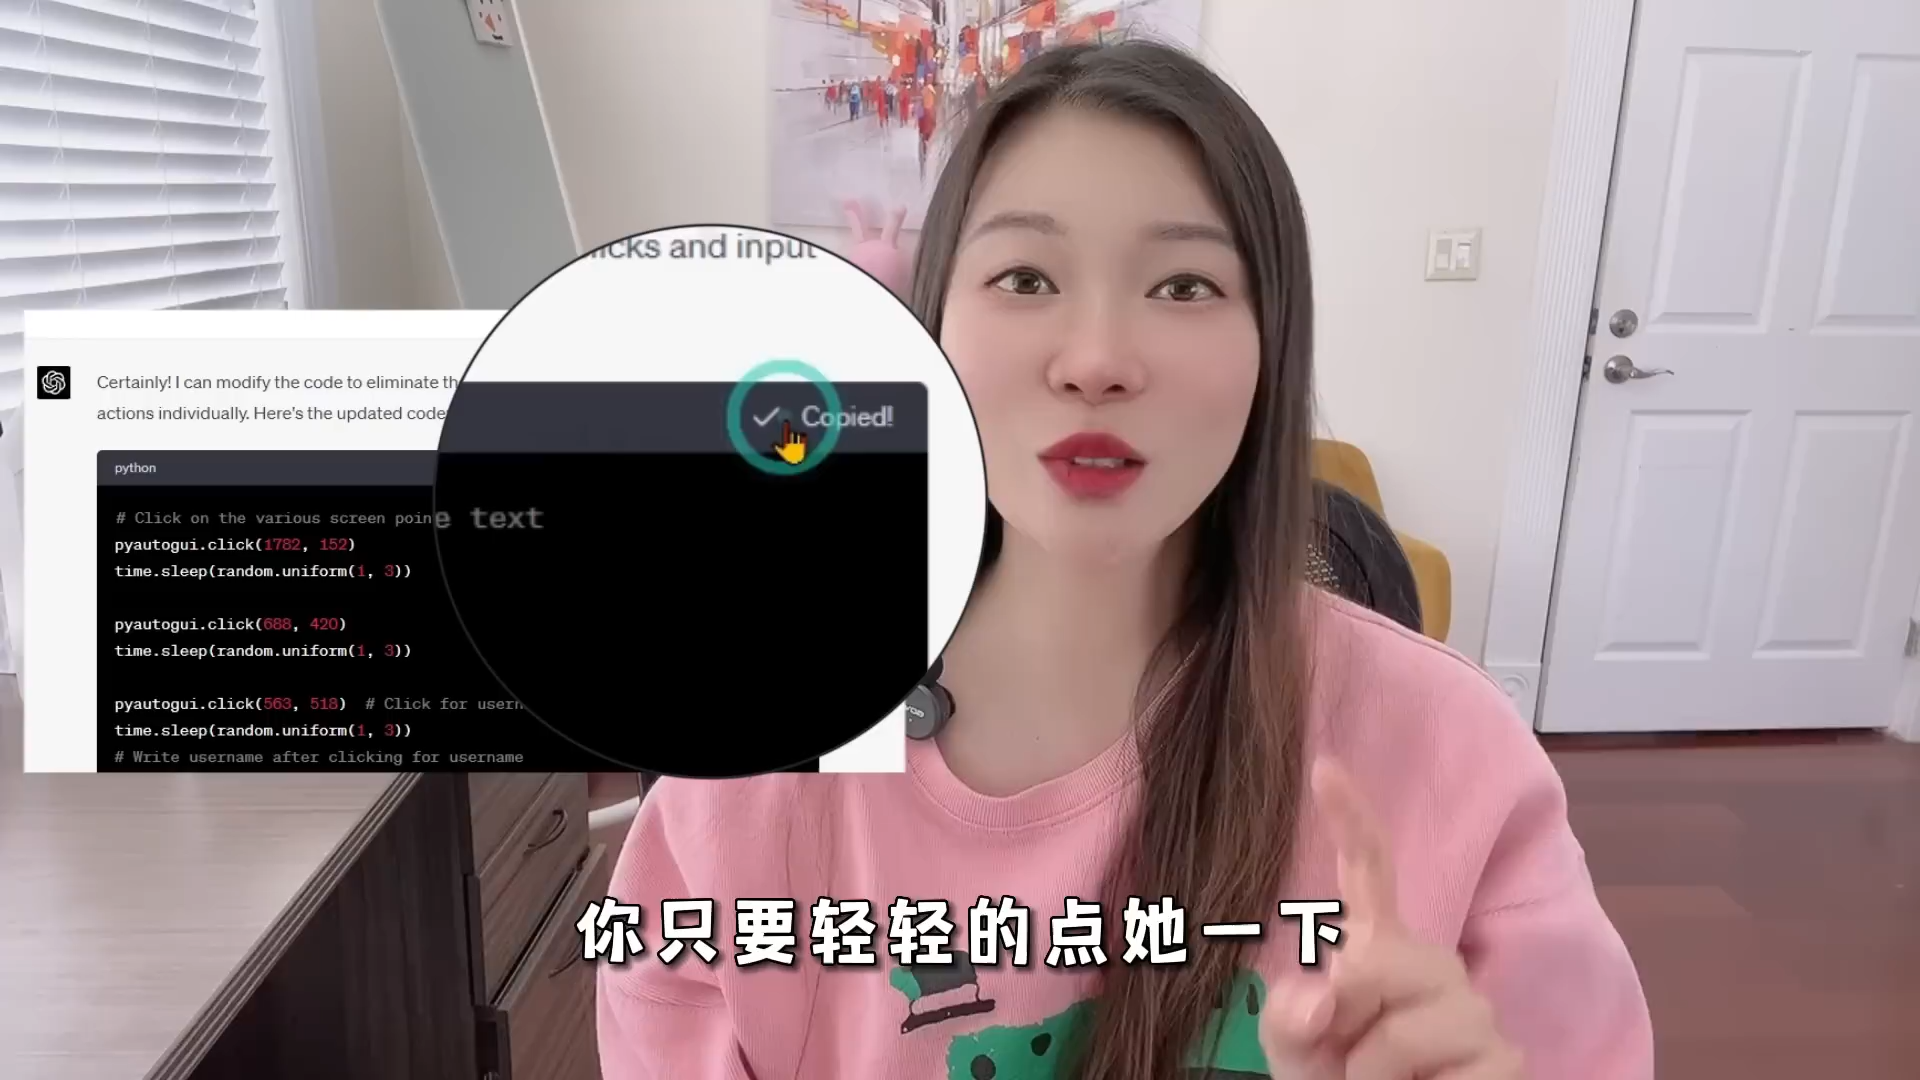 icks and input
Certainly! I can modify the code to eliminate th
actions individually. Here's the updated code
Copied!
python
e text
# Click on the various screen poin
pyautogui.click(1782, 152)
time.sleep(random.uniform(1, 3))
pyautogui.click(688, 420)
time.sleep(random.uniform(1, 3))
pyautogui.click(563, 518)  # Click for usern
time.sleep(random.uniform(1, 3))
# Write username after clicking for username
你只要轻轻的点她一下